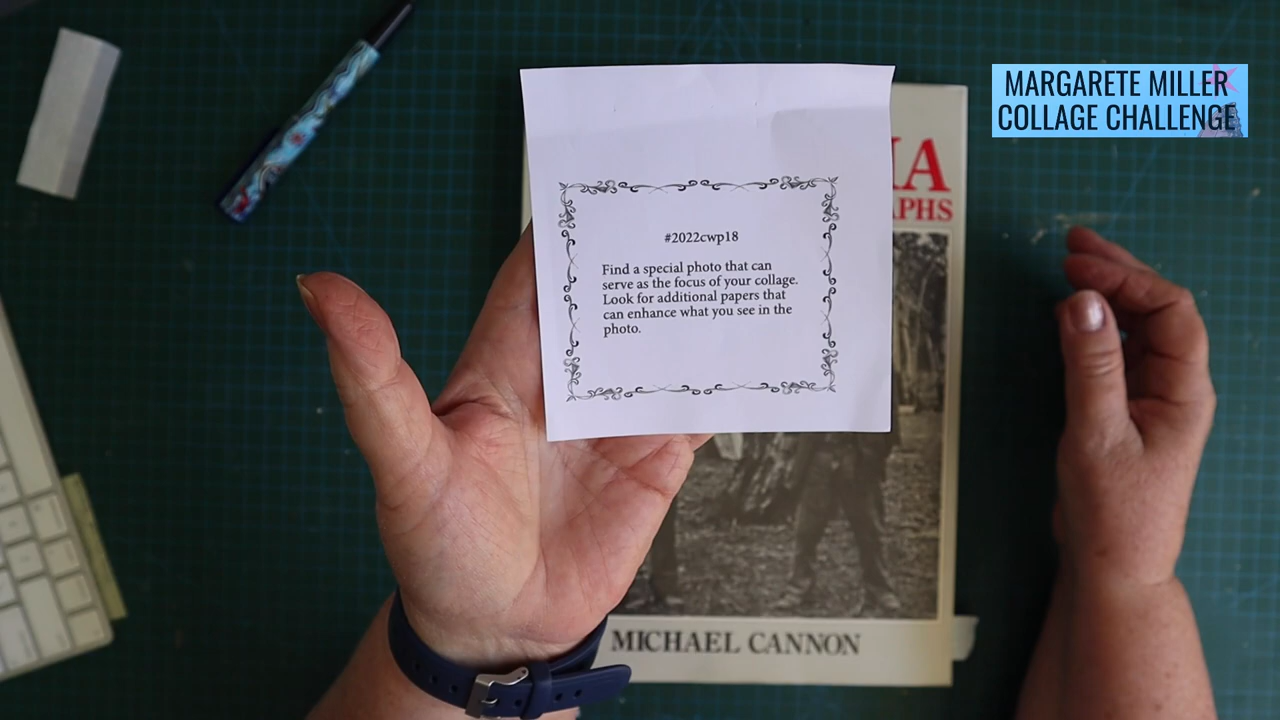 MARGARETE MILLER
COLLAGE CHALLENGE
#2022cwp18
Find a special photo that can
serve as the focus of your collage.
Look for additional papers that
can enhance what you see in the
photo.
MICHAEL CANNON